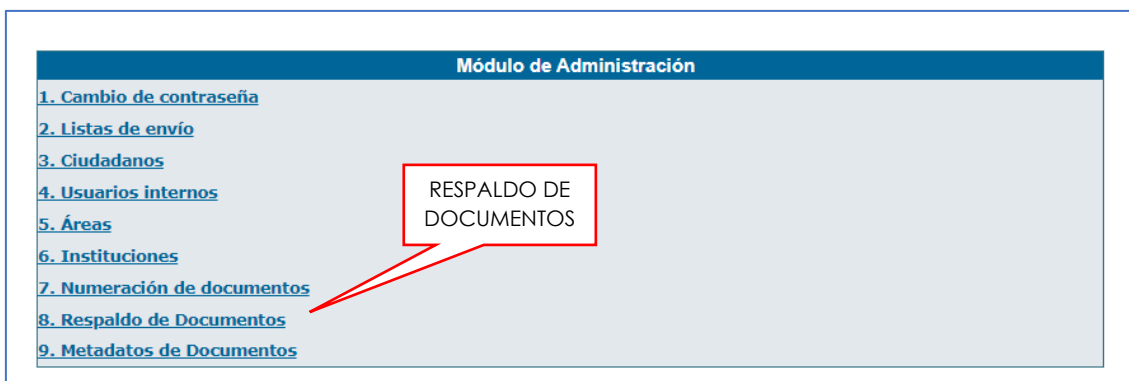 Módulo de Administración
1. Cambio de contraseña
2. Listas de envío
3. Ciudadanos
4. Usuarios internos
5. Áreas
6. Instituciones
7. Numeración de documentos
8. Respaldo de Documentos
9. Metadatos de Documentos
RESPALDO DE
DOCUMENTOS